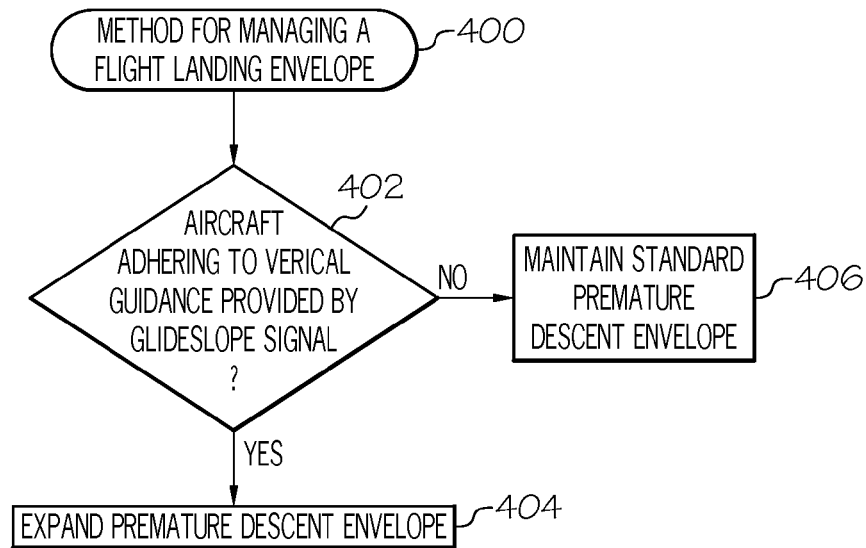 METHOD FOR MANAGING A
FLIGHT LANDING ENVELOPE
400
402
AIRCRAFT
ADHERING TO VERICAL
GUIDANCE PROVIDED BY
GLIDESLOPE SIGNAL
?
NO
MAINTAIN STANDARD
PREMATURE
DESCENT ENVELOPE
406
YES
EXPAND PREMATURE DESCENT ENVELOPE
404